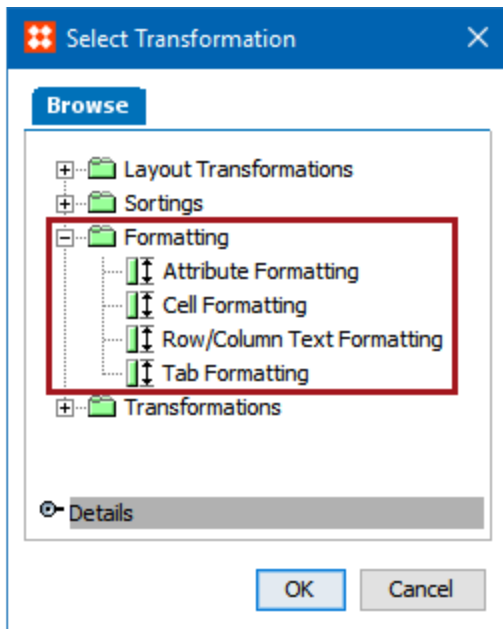 Select Transformation
Browse
Layout Transformations
Sortings
Formatting
Attribute Formatting
Cell Formatting
Row/Column Text Formatting
Tab Formatting
Transformations
Details
OK Cancel